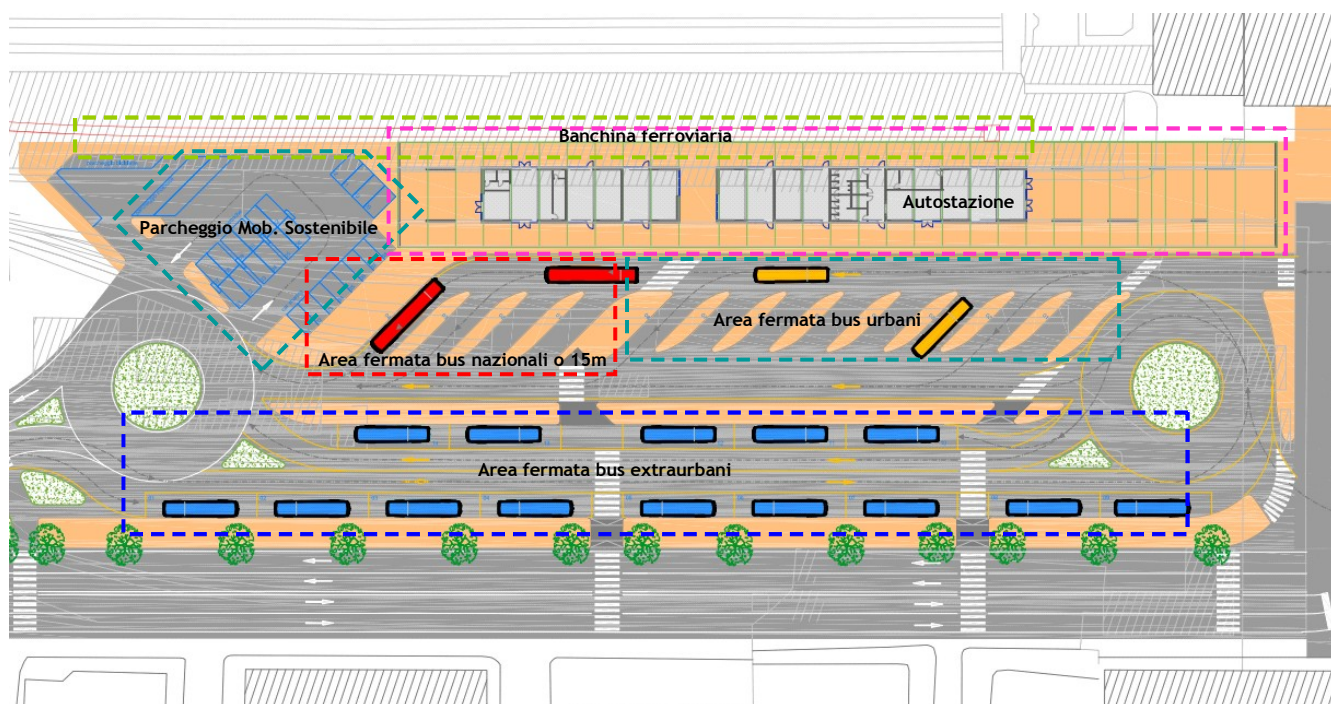 Banchina ferroviaria
Autostazione
Parcheggio Mob. Sostenibile
Area fermata bus urbani
Area fermata bus nazionali o 15m
Area fermata bus extraurbani